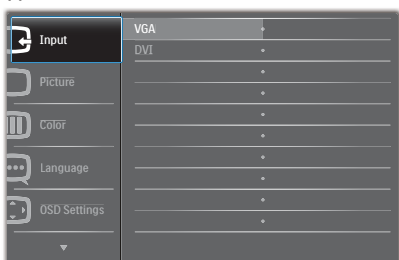 Input
Picture
Color
Language
OSD Settings
VGA
DVI